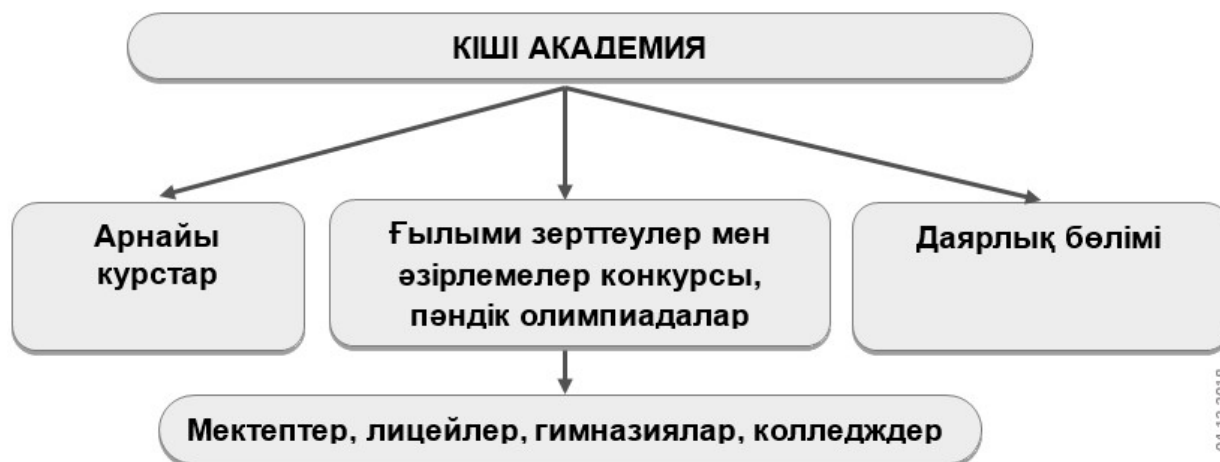 КІШІ АКАДЕМИЯ
Арнайы
курстар
Ғылыми зерттеулер мен
әзірлемелер конкурсы,
пәндік олимпиадалар
Даярлық бөлімі
Мектептер, лицейлер, гимназиялар, колледждер